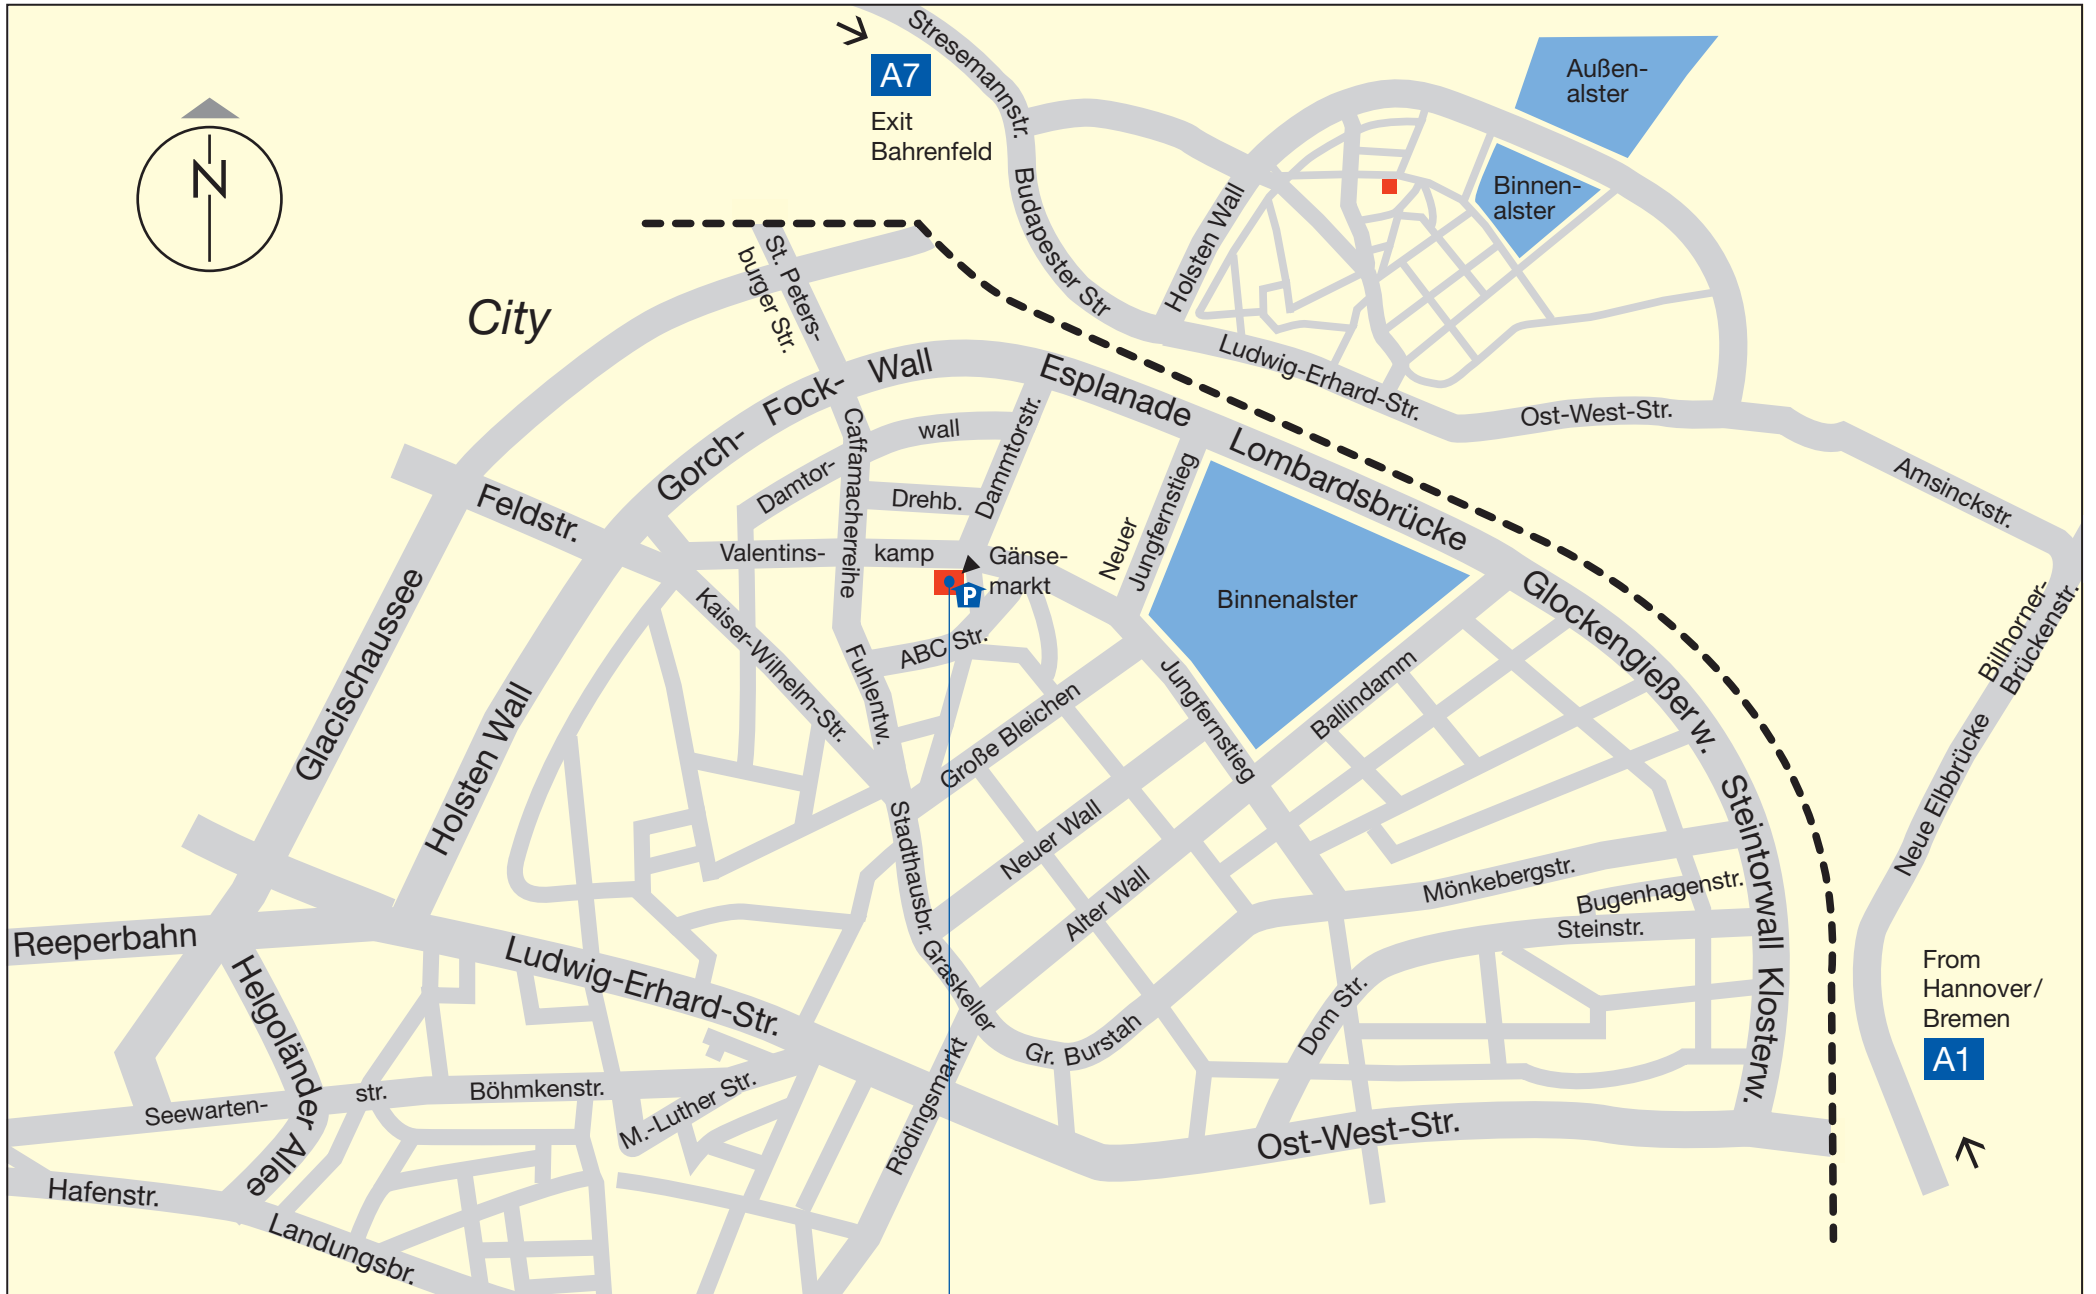 Stresemannstr.
A7
Exit
Bahrenfeld
Budapester Str
Holsten Wall
Außen-
alster
Binnen-
alster
Ludwig-Erhard-Str.
Ost-West-Str.
Amsinckstr.
Billhorner-
Brückenstr.
Neue Elbbrücke
From
Hannover/
Bremen
A1
N
City
St. Peters-
burger Str.
Gorch- Fock- Wall
Esplanade
Lombardsbrücke
Glockengießerw.
Steintorwall
Klosterw.
Feldstr.
Glacischaussee
Holsten Wall
Damtor-
wall
Drehb.
Dammtorstr.
Caffamacherreihe
Valentins-
kamp
Gänse-
markt
P
Neuer
Jungfernstieg
Binnenalster
Kaiser-Wilhelm-Str.
Fuhlentw.
ABC Str.
Große Bleichen
Jungfernstieg
Ballindamm
Neuer Wall
Alter Wall
Stadthausbr.
Graskeller
Mönkebergstr.
Bugenhagenstr.
Steinstr.
Dom Str.
Gr. Burstah
Rödingsmarkt
Reeperbahn
Ludwig-Erhard-Str.
Helgoländer Allee
Seewarten-
str.
Böhmkenstr.
M.-Luther Str.
Ost-West-Str.
Hafenstr.
Landungsbr.